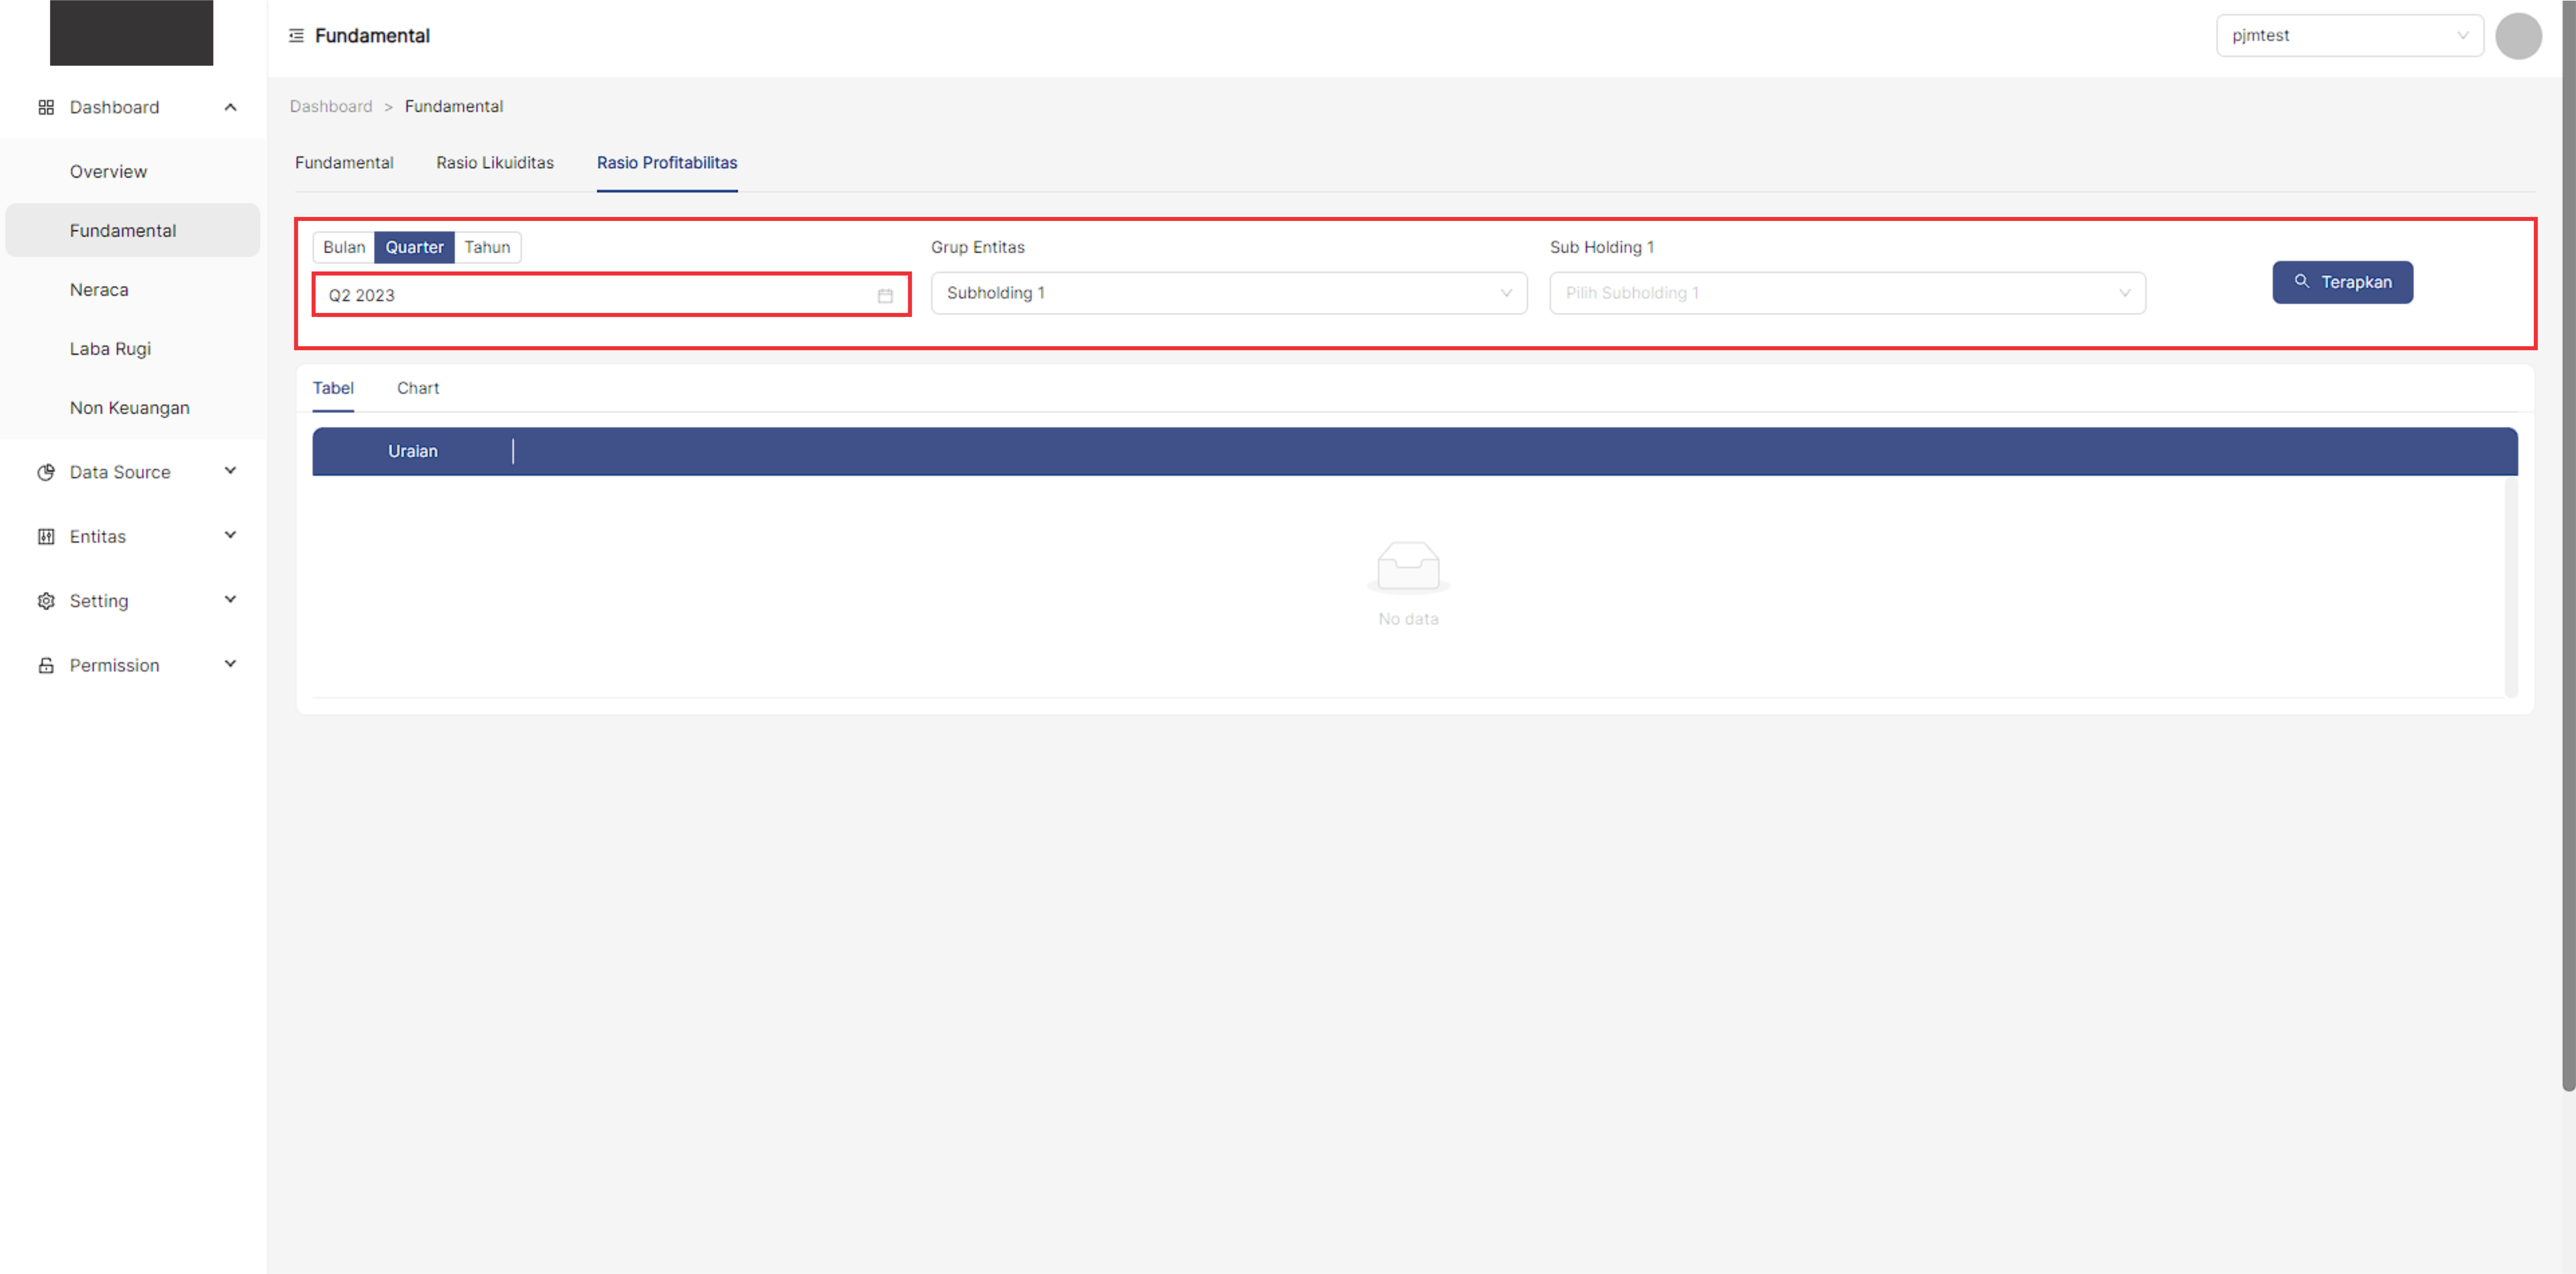 Fundamental
pjmtest
Dashboard
Dashboard > Fundamental
Overview
Fundamental
Neraca
Laba Rugi
Non Keuangan
Data Source
Entitas
Setting
Permission
Fundamental Rasio Likuiditas Rasio Profitabilitas
Bulan Quarter Tahun
Grup Entitas
Sub Holding 1
Q2 2023
Subholding 1
Pilih Subholding 1
Terapkan
Tabel Chart
Uraian
No data